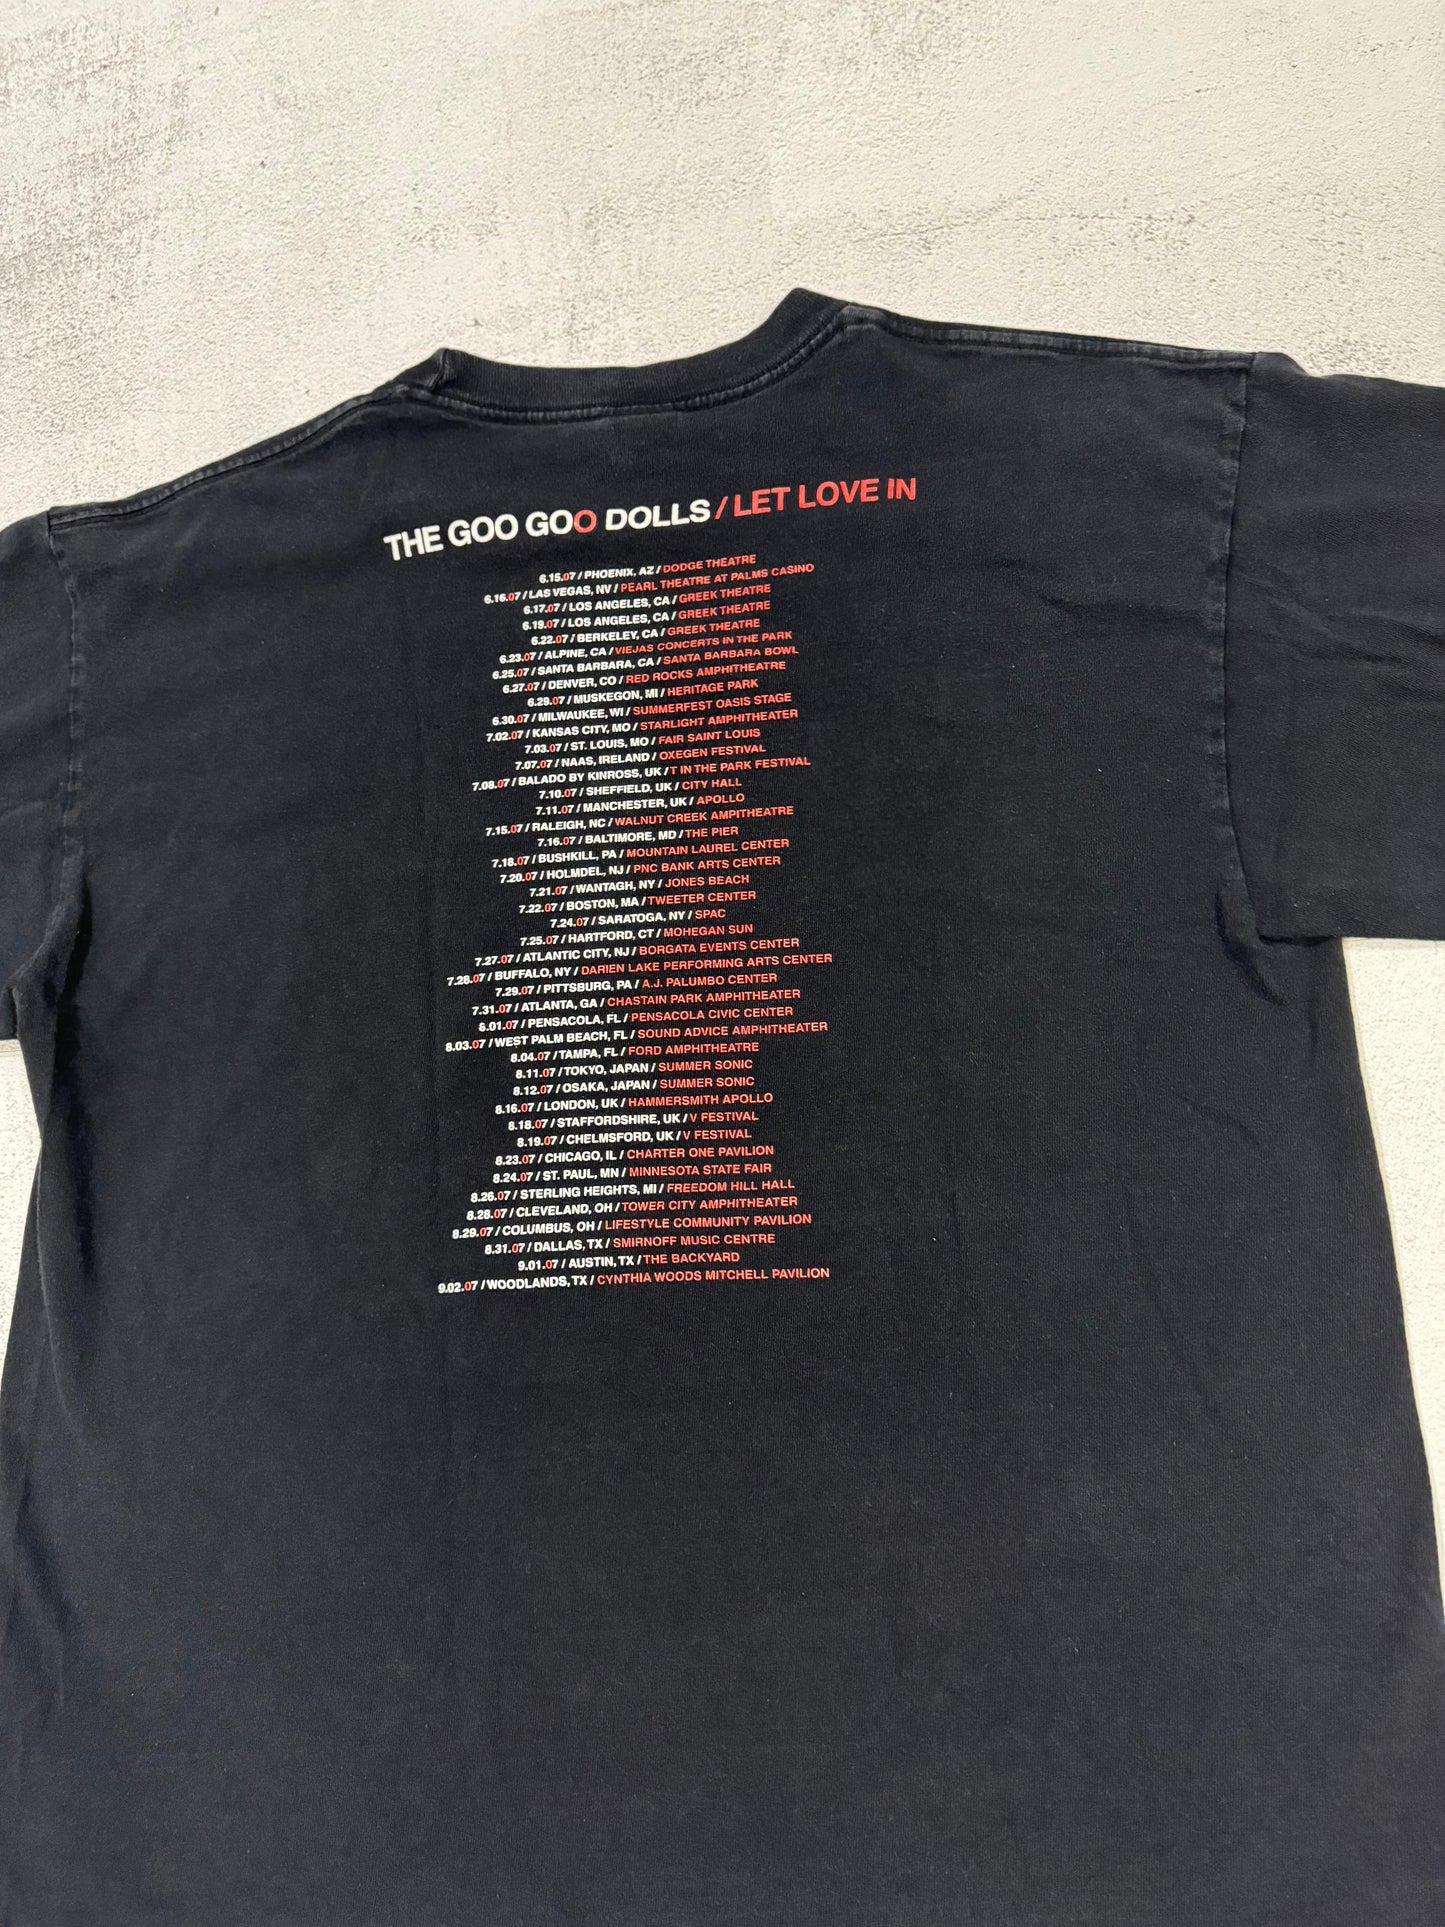 THE GOO GOO DOLLS / LET LOVE IN
6.15.07 / PHOENIX, AZ / DODGE THEATRE
6.16.07 / LAS VEGAS, NV / PEARL THEATRE AT PALMS CASINO
6.17.07 / LOS ANGELES, CA / GREEK THEATRE
6.19.07 / LOS ANGELES, CA / GREEK THEATRE
6.22.07 / BERKELEY, CA / GREEK THEATRE
6.23.07 / ALPINE, CA / VIEJAS CONCERTS IN THE PARK
6.25.07 / SANTA BARBARA, CA / SANTA BARBARA BOWL
6.27.07 / DENVER, CO / RED ROCKS AMPHITHEATRE
6.29.07 / MUSKEGON, MI / HERITAGE PARK
6.30.07 / MILWAUKEE, WI / SUMMERFEST OASIS STAGE
7.02.07 / KANSAS CITY, MO / STARLIGHT AMPHITHEATER
7.03.07 / ST. LOUIS, MO / FAIR SAINT LOUIS
7.07.07 / NAAS, IRELAND / OXEGEN FESTIVAL
7.08.07 / BALADO BY KINROSS, UK / T IN THE PARK FESTIVAL
7.10.07 / SHEFFIELD, UK / CITY HALL
7.11.07 / MANCHESTER, UK / APOLLO
7.15.07 / RALEIGH, NC / WALNUT CREEK AMPITHEATRE
7.16.07 / BALTIMORE, MD / THE PIER
7.18.07 / BUSHKILL, PA / MOUNTAIN LAUREL CENTER
7.20.07 / HOLMDEL, NJ / PNC BANK ARTS CENTER
7.21.07 / WANTAGH, NY / JONES BEACH
7.22.07 / BOSTON, MA / TWEETER CENTER
7.24.07 / SARATOGA, NY / SPAC
7.25.07 / HARTFORD, CT / MOHEGAN SUN
7.27.07 / ATLANTIC CITY, NJ / BORGATA EVENTS CENTER
7.28.07 / BUFFALO, NY / DARIEN LAKE PERFORMING ARTS CENTER
7.29.07 / PITTSBURG, PA / A.J. PALUMBO CENTER
7.31.07 / ATLANTA, GA / CHASTAIN PARK AMPHITHEATER
8.01.07 / PENSACOLA, FL / PENSACOLA CIVIC CENTER
8.03.07 / WEST PALM BEACH, FL / SOUND ADVICE AMPHITHEATER
8.04.07 / TAMPA, FL / FORD AMPHITHEATRE
8.11.07 / TOKYO, JAPAN / SUMMER SONIC
8.12.07 / OSAKA, JAPAN / SUMMER SONIC
8.16.07 / LONDON, UK / HAMMERSMITH APOLLO
8.18.07 / STAFFORDSHIRE, UK / V FESTIVAL
8.19.07 / CHELMSFORD, UK / V FESTIVAL
8.23.07 / CHICAGO, IL / CHARTER ONE PAVILION
8.24.07 / ST. PAUL, MN / MINNESOTA STATE FAIR
8.26.07 / STERLING HEIGHTS, MI / FREEDOM HILL HALL
8.28.07 / CLEVELAND, OH / TOWER CITY AMPHITHEATER
8.29.07 / COLUMBUS, OH / LIFESTYLE COMMUNITY PAVILION
8.31.07 / DALLAS, TX / SMIRNOFF MUSIC CENTRE
9.01.07 / AUSTIN, TX / THE BACKYARD
9.02.07 / WOODLANDS, TX / CYNTHIA WOODS MITCHELL PAVILION